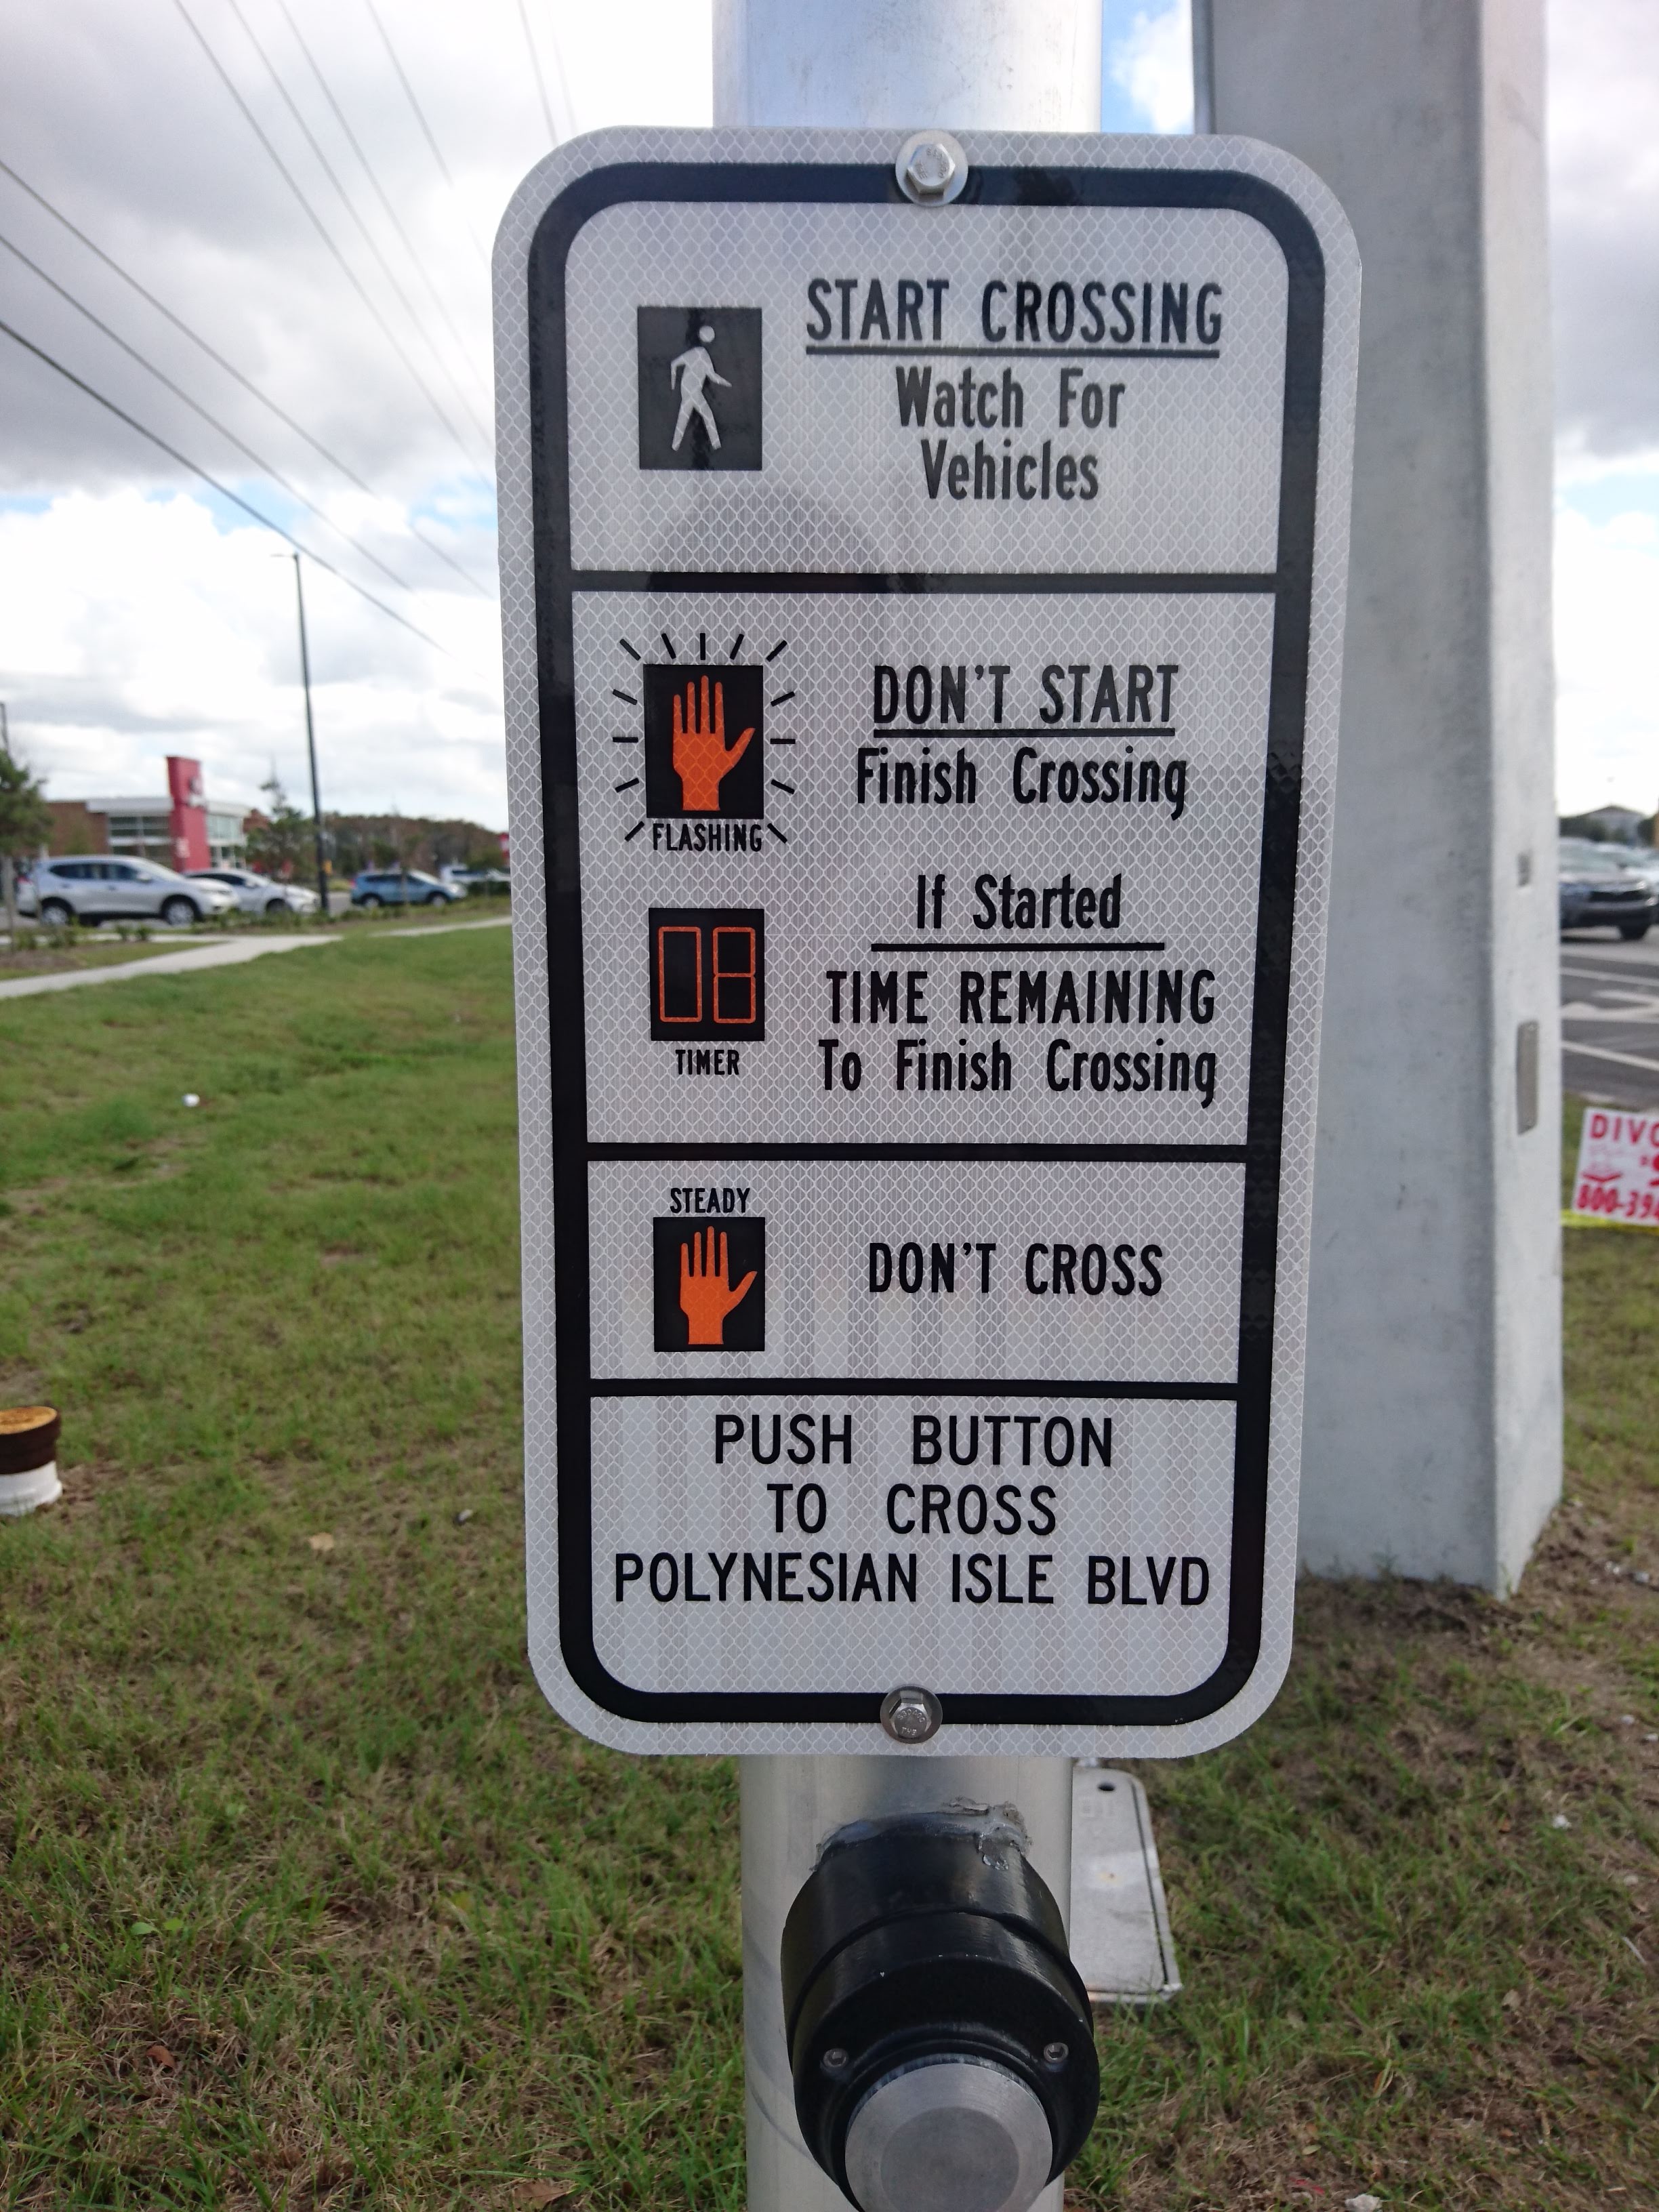 START CROSSING
Watch For
Vehicles
DON'T START
Finish Crossing
FLASHING
If Started
08
TIME REMAINING
To Finish Crossing
TIMER
STEADY
DON'T CROSS
PUSH BUTTON
TO CROSS
POLYNESIAN ISLE BLVD